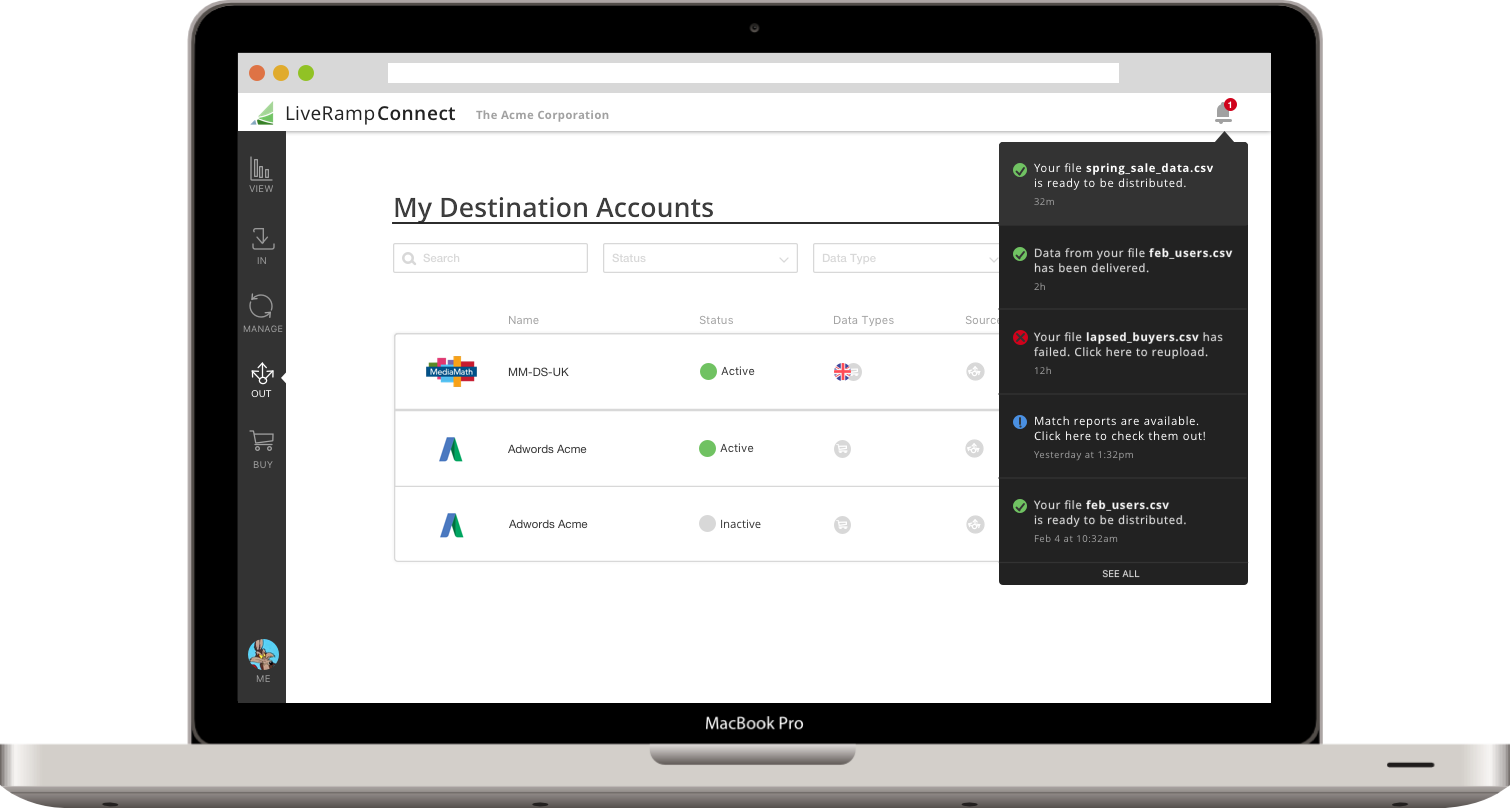 LiveRamp Connect
The Acme Corporation
1
VIEW
IN
MANAGE
OUT
BUY
ME
My Destination Accounts
Search
Status
Data Type
Name
Status
Data Types
Source
MediaMath
MM-DS-UK
Active
Adwords Acme
Active
Adwords Acme
Inactive
Your file spring_sale_data.csv
is ready to be distributed.
32m
Data from your file feb_users.csv
has been delivered.
2h
Your file lapsed_buyers.csv has
failed. Click here to reupload.
12h
Match reports are available.
Click here to check them out!
Yesterday at 1:32pm
Your file feb_users.csv
is ready to be distributed.
Feb 4 at 10:32am
SEE ALL
MacBook Pro